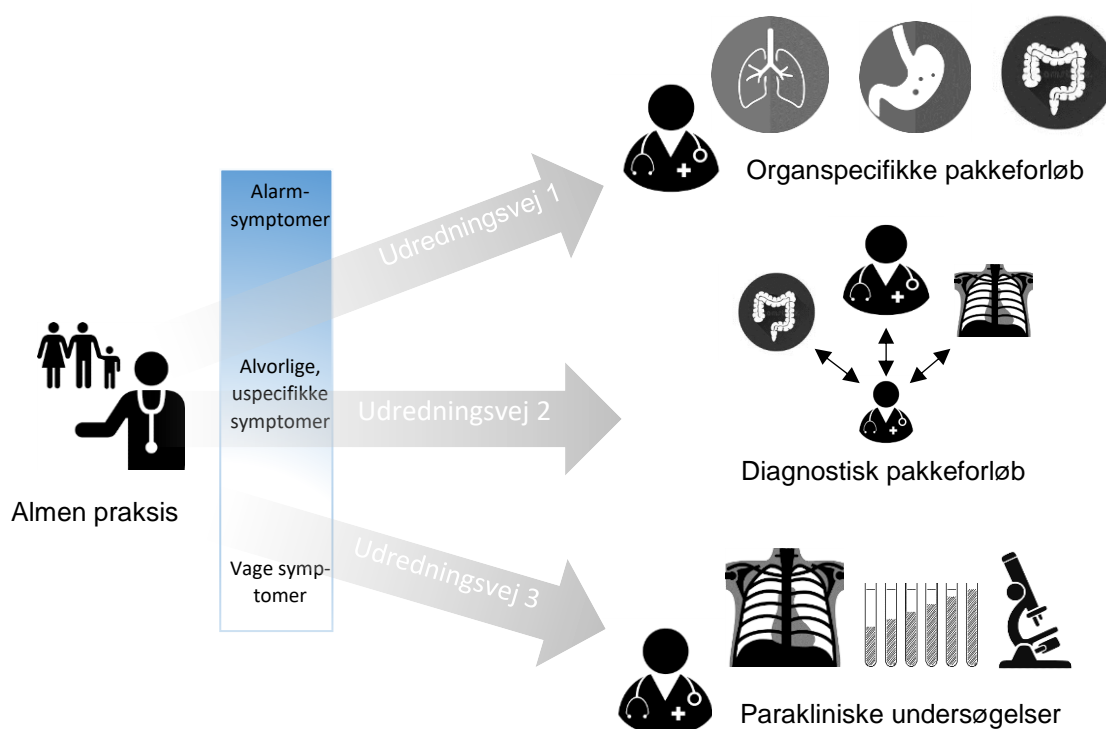 Organspecifikke pakkeforløb
Alarm-
symptomer
Udredningsvej 1
Alvorlige,
uspecifikke
symptomer
Udredningsvej 2
Diagnostisk pakkeforløb
Almen praksis
Vage symp-
tomer
Udredningsvej 3
Parakliniske undersøgelser